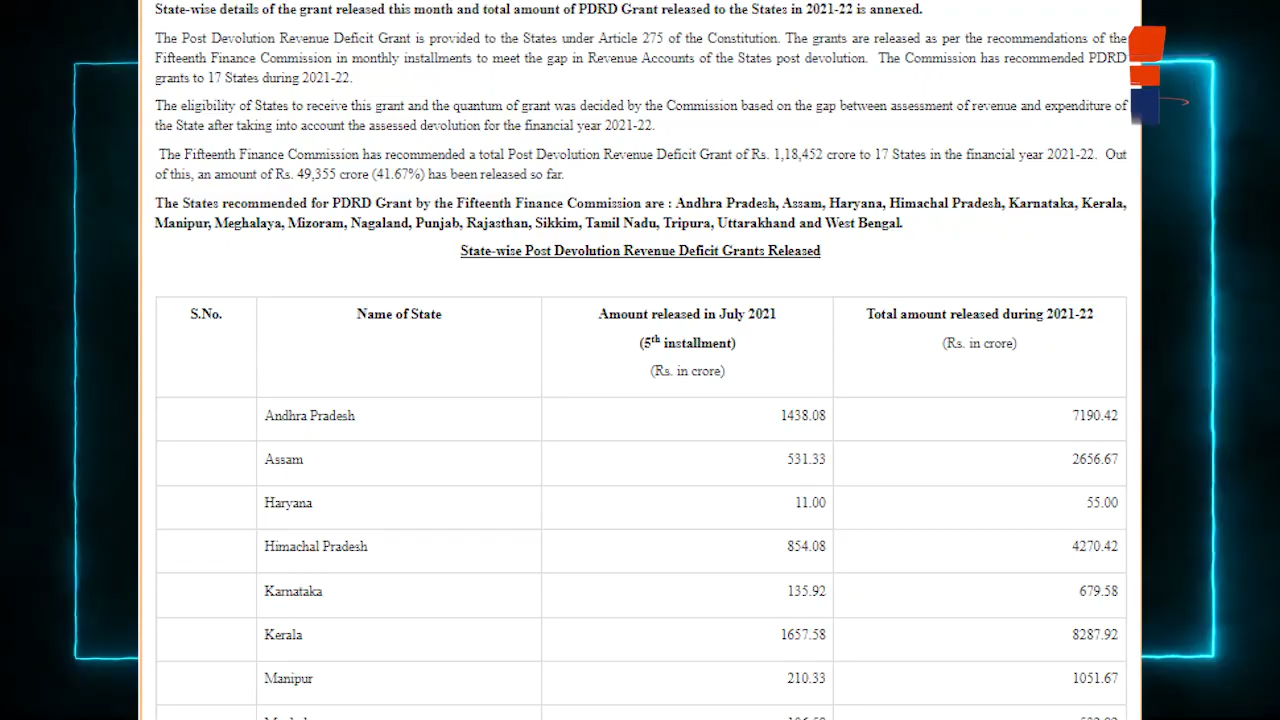 State-wise details of the grant released this month and total amount of PDRD Grant released to the States in 2021-22 is annexed.
The Post Devolution Revenue Deficit Grant is provided to the States under Article 275 of the Constitution. The grants are released as per the recommendations of the
Fifteenth Finance Commission in monthly installments to meet the gap in Revenue Accounts of the States post devolution. The Commission has recommended PDRD
grants to 17 States during 2021-22.
The eligibility of States to receive this grant and the quantum of grant was decided by the Commission based on the gap between assessment of revenue and expenditure of
the State after taking into account the assessed devolution for the financial year 2021-22.
The Fifteenth Finance Commission has recommended a total Post Devolution Revenue Deficit Grant of Rs. 1,18,452 crore to 17 States in the financial year 2021-22. Out
of this, an amount of Rs. 49,355 crore (41.67%) has been released so far.
The States recommended for PDRD Grant by the Fifteenth Finance Commission are : Andhra Pradesh, Assam, Haryana, Himachal Pradesh, Karnataka, Kerala,
Manipur, Meghalaya, Mizoram, Nagaland, Punjab, Rajasthan, Sikkim, Tamil Nadu, Tripura, Uttarakhand and West Bengal.
State-wise Post Devolution Revenue Deficit Grants Released
S.No. Name of State Amount released in July 2021 Total amount released during 2021-22
(5th installment) (Rs. in crore)
(Rs. in crore)
Andhra Pradesh 1438.08 7190.42
Assam 531.33 2656.67
Haryana 11.00 55.00
Himachal Pradesh 854.08 4270.42
Karnataka 135.92 679.58
Kerala 1657.58 8287.92
Manipur 210.33 1051.67